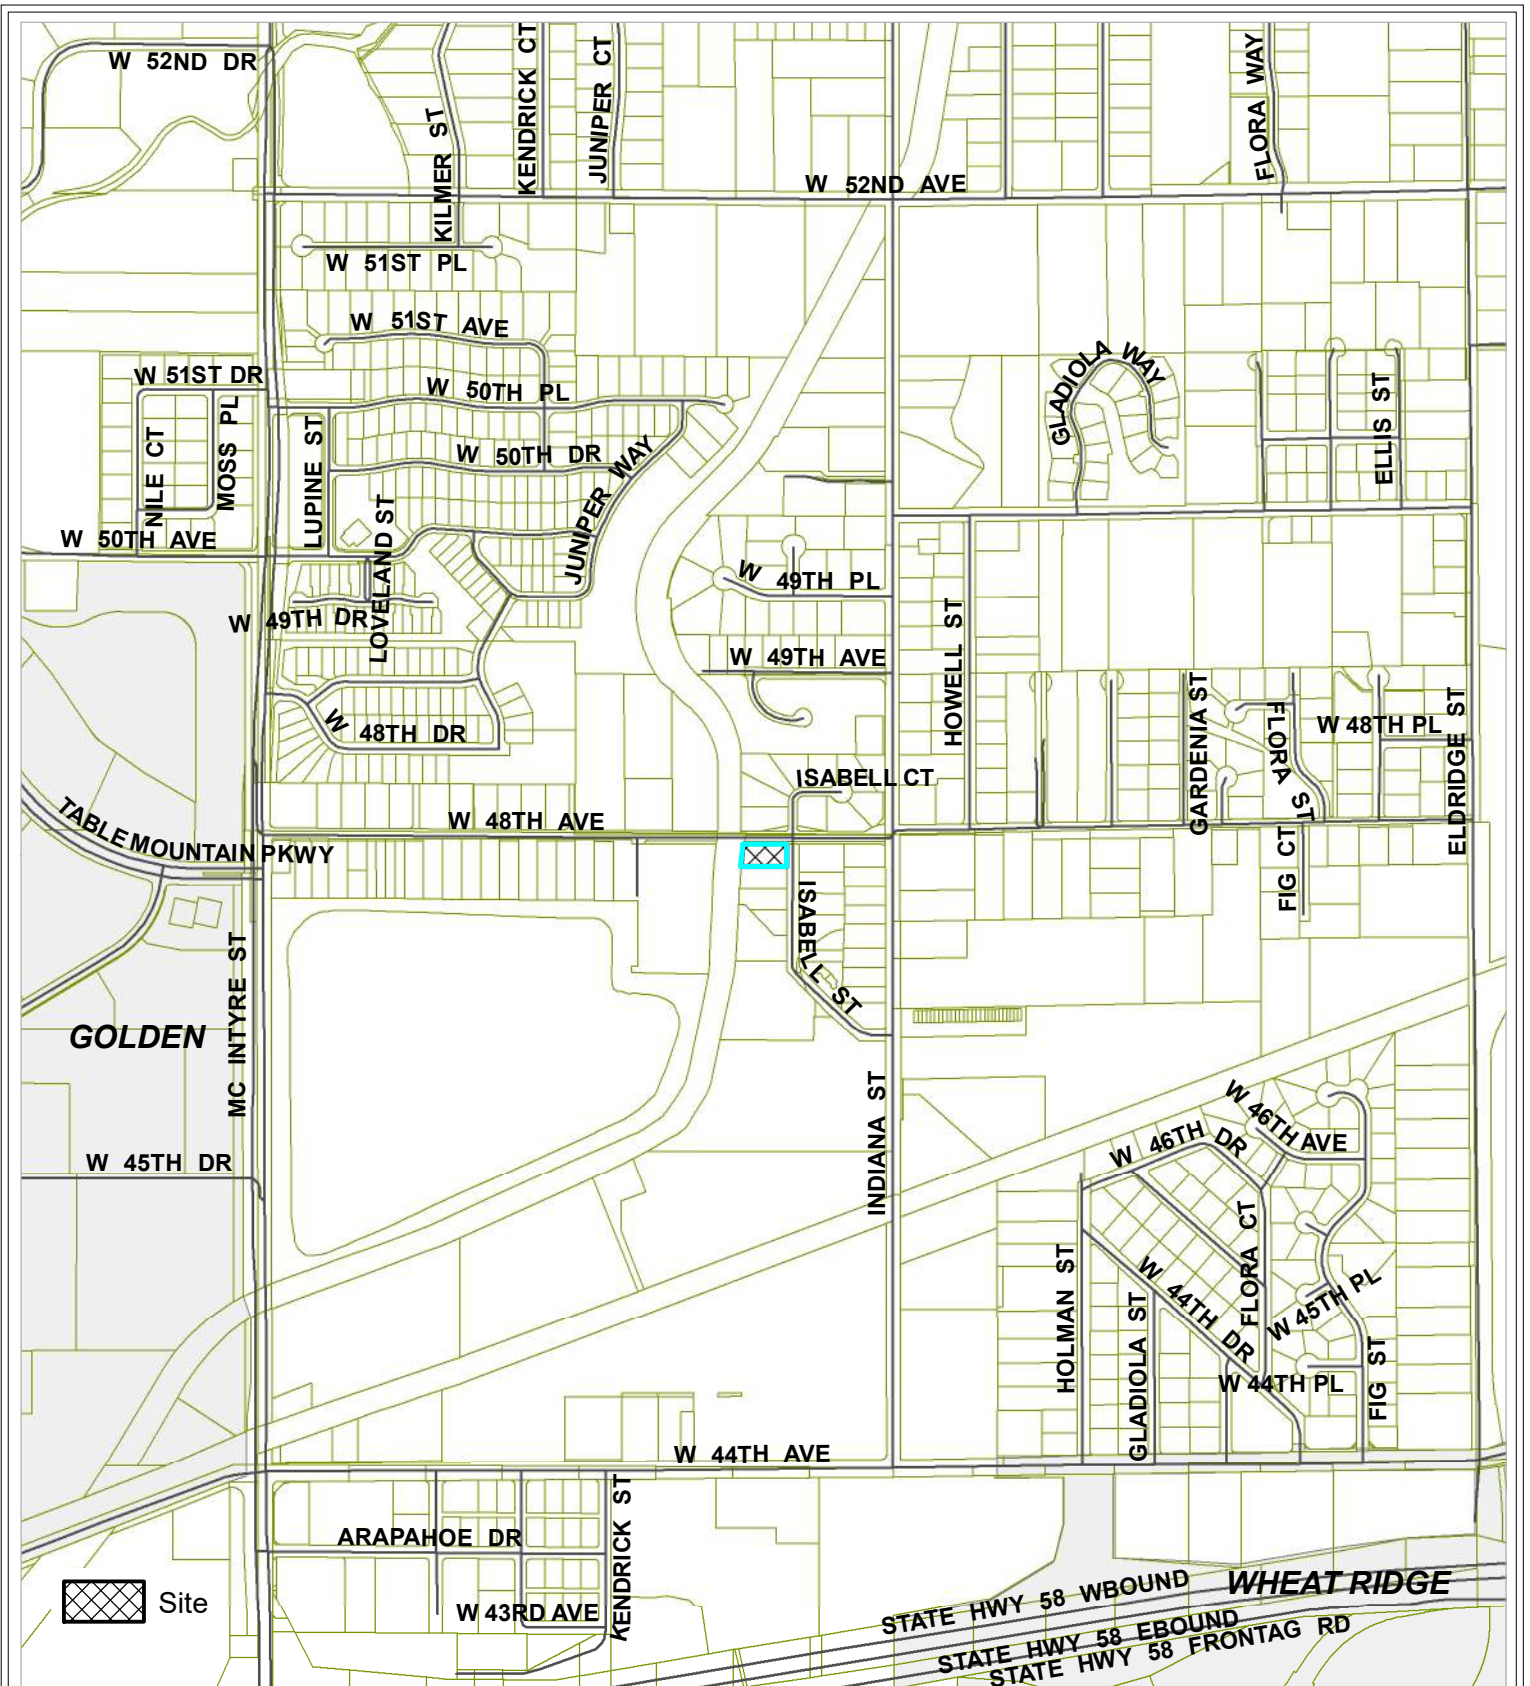 W 52ND DR
KILMER ST
KENDRICK CT
JUNIPER CT
FLORA WAY
W 52ND AVE
W 51ST PL
W 51ST AVE
W 51ST DR
W 50TH PL
GLADIOLA WAY
ELLIS ST
NILE CT
MOSS PL
LUPINE ST
W 50TH DR
JUNIPER WAY
LOVELAND ST
W 50TH AVE
W 49TH PL
W 49TH DR
W 49TH AVE
HOWELL ST
GARDENIA ST
FLORA ST
W 48TH PL
ELDRIDGE ST
W 48TH DR
ISABELL CT
TABLE MOUNTAIN PKWY
W 48TH AVE
FIG CT
ISABELL ST
MC INTYRE ST
GOLDEN
INDIANA ST
W 46TH AVE
W 46TH DR
W 45TH DR
FLORA CT
HOLMAN ST
W 44TH DR
W 45TH PL
GLADIOLA ST
W 44TH PL
FIG ST
W 44TH AVE
ARAPAHOE DR
KENDRICK ST
Site
W 43RD AVE
STATE HWY 58 WBOUND
WHEAT RIDGE
STATE HWY 58 EBOUND
STATE HWY 58 FRONTAG RD